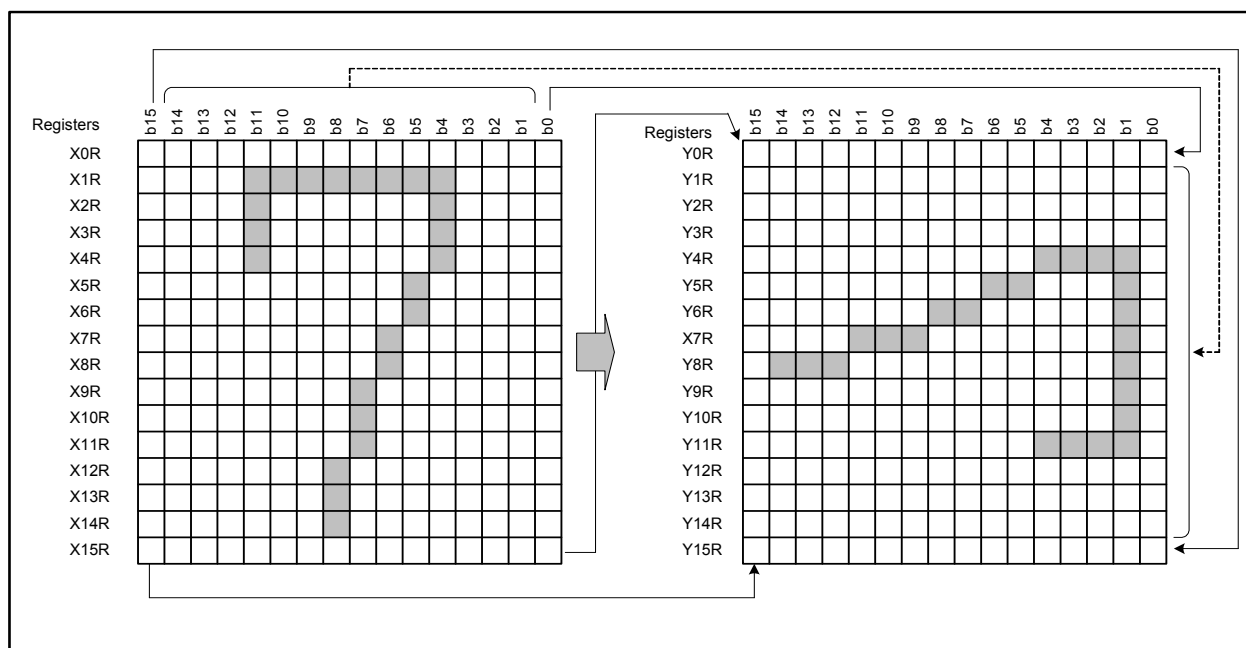 b15 b14 b13 b12 b11 b10 b9 b8 b7 b6 b5 b4 b3 b2 b1 b0
Registers
X0R
X1R
X2R
X3R
X4R
X5R
X6R
X7R
X8R
X9R
X10R
X11R
X12R
X13R
X14R
X15R
b15 b14 b13 b12 b11 b10 b9 b8 b7 b6 b5 b4 b3 b2 b1 b0
Registers
Y0R
Y1R
Y2R
Y3R
Y4R
Y5R
Y6R
X7R
Y8R
Y9R
Y10R
Y11R
Y12R
Y13R
Y14R
Y15R